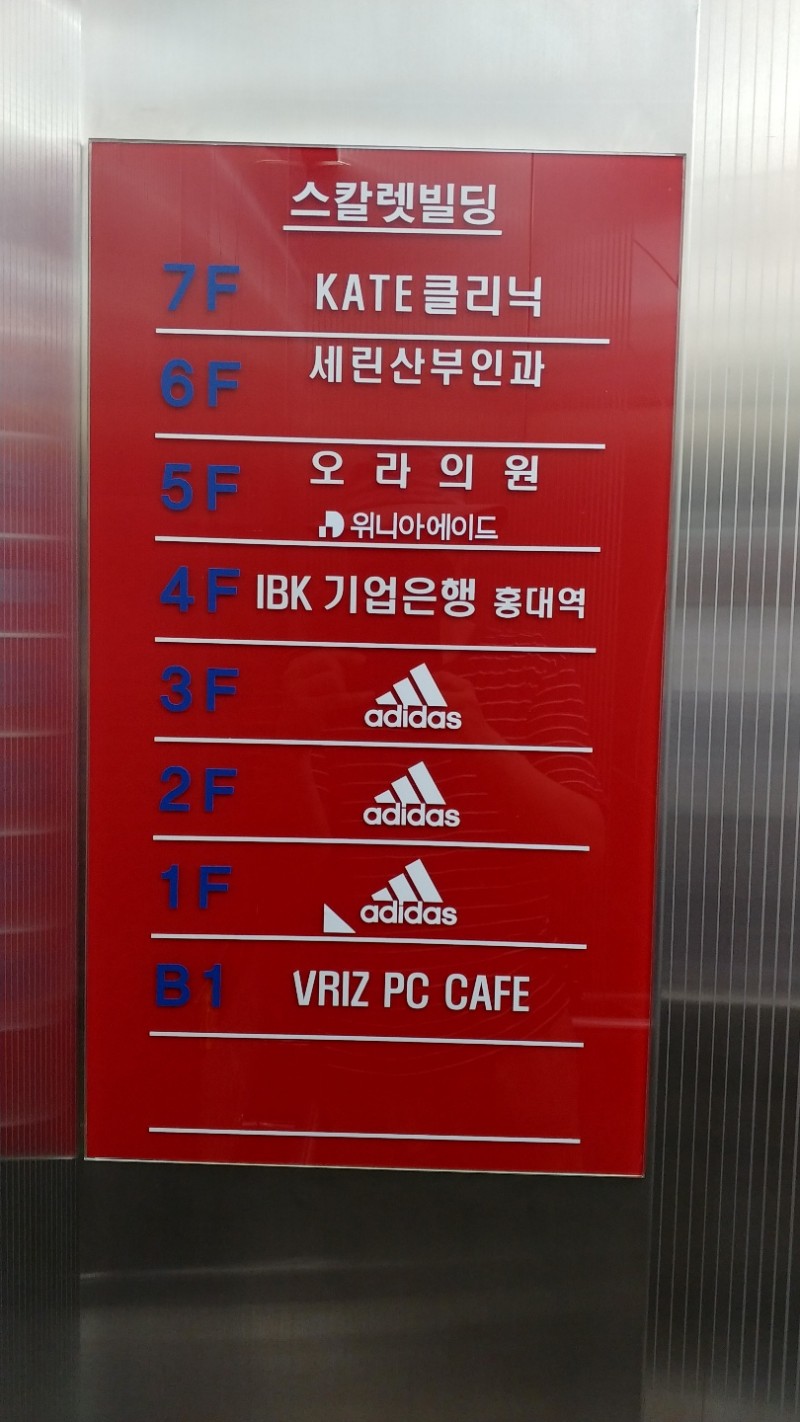 스칼렛빌딩
7F KATE 클리닉
6F 세린산부인과
5F 오 라 의 원
위니아에이드
4F IBK 기업은행 홍대역
3F adidas
2F adidas
1F adidas
B1 VRIZ PC CAFE